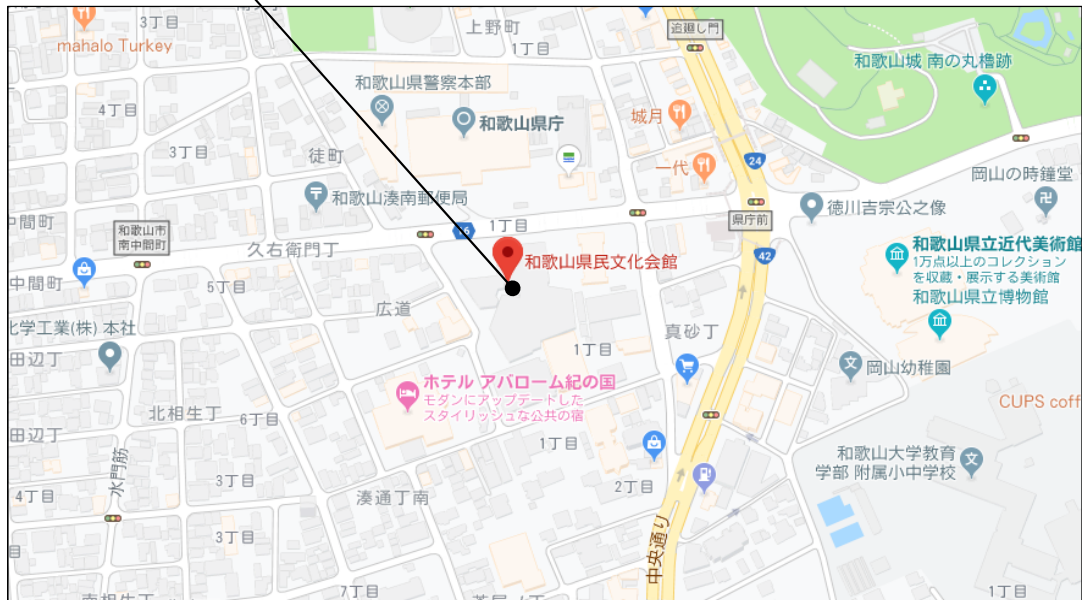 3丁目
上野町
追廻し門
mahalo Turkey
1丁目
和歌山城 南の丸櫓跡
和歌山県警察本部
4丁目
城月
和歌山県庁
3丁目
徒町
一代
24
岡山の時鐘堂
和歌山湊南郵便局
徳川吉宗公之像
中間町
和歌山市
南中間町
1丁目
県庁前
久右衛門丁
和歌山県民文化会館
42
和歌山県立近代美術館
1万点以上のコレクション
を収蔵・展示する美術館
中間町
5丁目
広道
和歌山県立博物館
化学工業(株) 本社
真砂丁
田辺丁
1丁目
岡山幼稚園
ホテル アバローム紀の国
モダンにアップデートした
スタイリッシュな公共の宿
北相生丁
6丁目
CUPS coff
田辺丁
1丁目
和歌山大学教育
学部 附属小中学校
水門筋
3丁目
2丁目
4丁目
湊通丁南
3丁目
中央通り
7丁目
1丁目
南相生丁